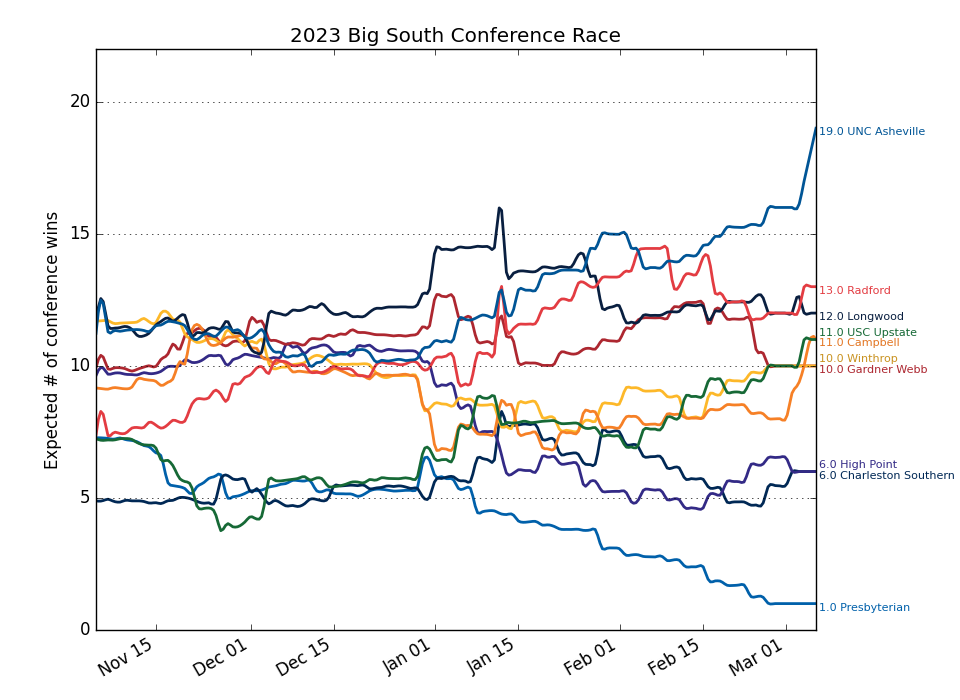 2023 Big South Conference Race
Expected # of conference wins
20
15
10
5
0
Nov 15
Dec 01
Dec 15
Jan 01
Jan 15
Feb 01
Feb 15
Mar 01
19.0 UNC Asheville
13.0 Radford
12.0 Longwood
11.0 USC Upstate
11.0 Campbell
10.0 Winthrop
10.0 Gardner Webb
6.0 High Point
6.0 Charleston Southern
1.0 Presbyterian